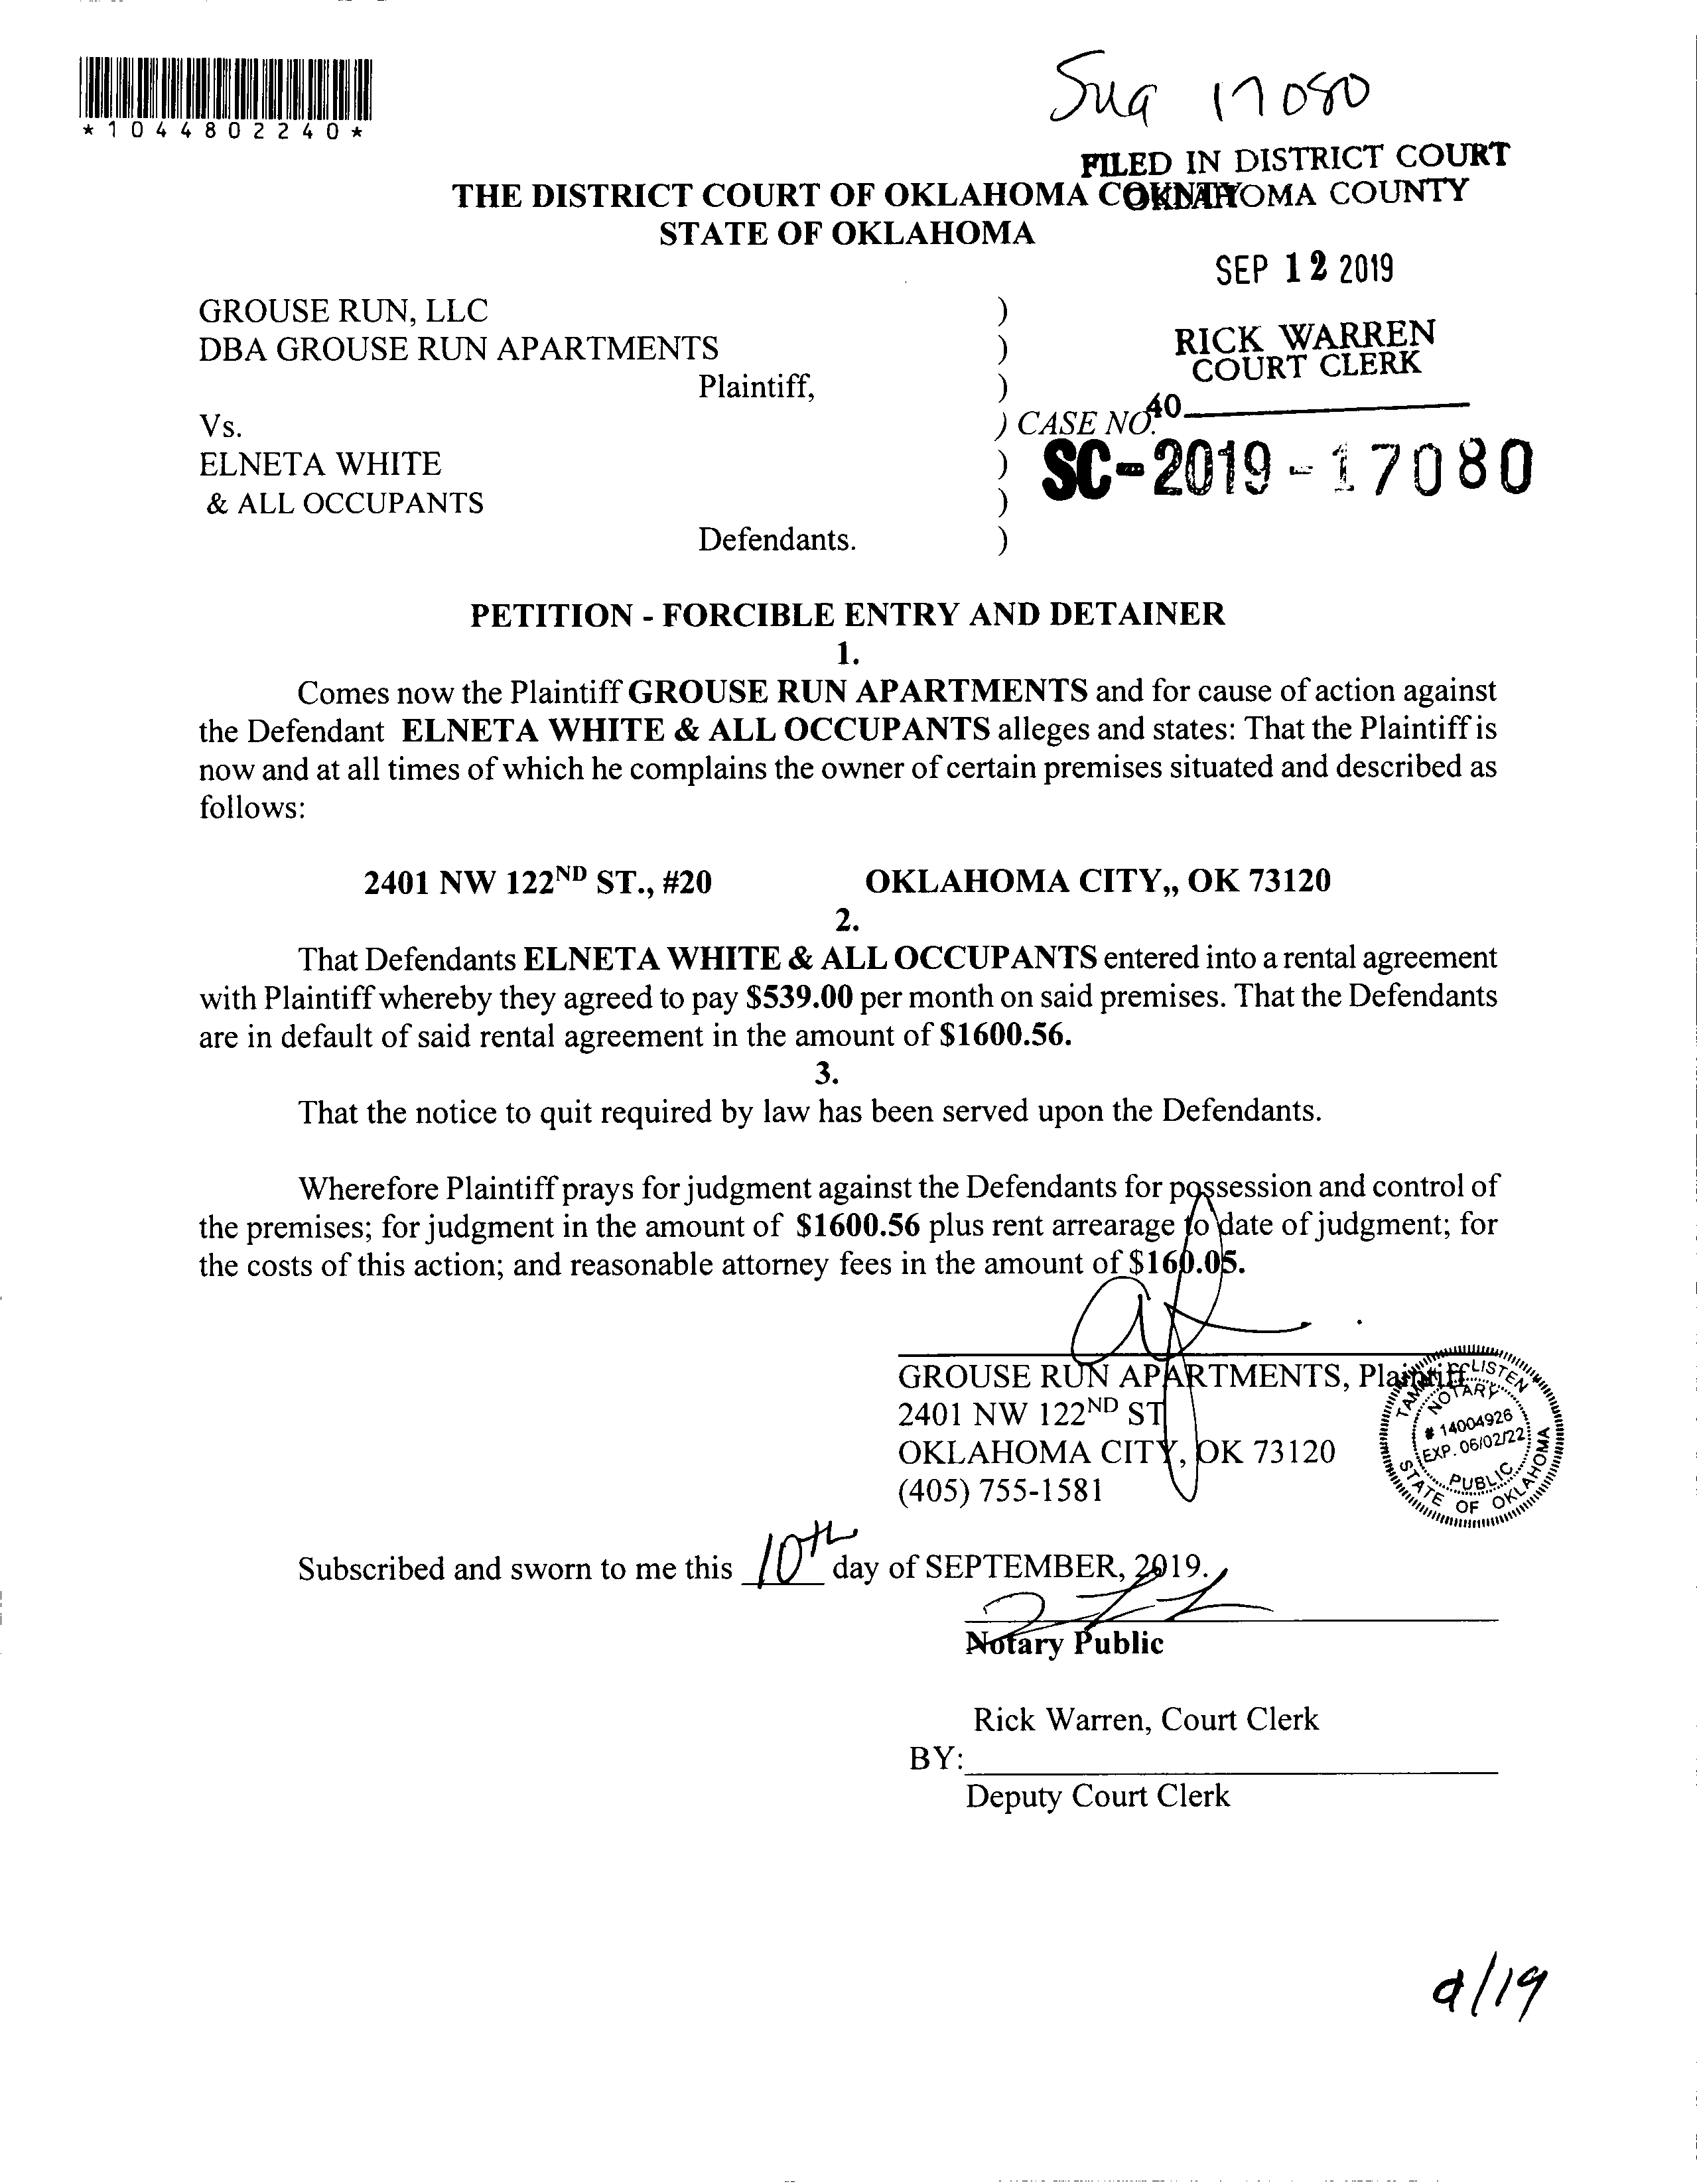 *1044802240*
17080
FILED IN DISTRICT COURT
OKLAHOMA COUNTY
THE DISTRICT COURT OF OKLAHOMA COUNTY
STATE OF OKLAHOMA
SEP 12 2019
GROUSE RUN, LLC )
DBA GROUSE RUN APARTMENTS )
RICK WARREN
COURT CLERK
Plaintiff, )
40
Vs. ) CASE NO.
ELNETA WHITE ) SC-2019-17080
& ALL OCCUPANTS )
Defendants. )
PETITION - FORCIBLE ENTRY AND DETAINER
1.
Comes now the Plaintiff GROUSE RUN APARTMENTS and for cause of action against
the Defendant ELNETA WHITE & ALL OCCUPANTS alleges and states: That the Plaintiff is
now and at all times of which he complains the owner of certain premises situated and described as
follows:
2401 NW 122ND ST., #20 OKLAHOMA CITY,, OK 73120
2.
That Defendants ELNETA WHITE & ALL OCCUPANTS entered into a rental agreement
with Plaintiff whereby they agreed to pay $539.00 per month on said premises. That the Defendants
are in default of said rental agreement in the amount of $1600.56.
3.
That the notice to quit required by law has been served upon the Defendants.
Wherefore Plaintiff prays for judgment against the Defendants for possession and control of
the premises; for judgment in the amount of $1600.56 plus rent arrearage to date of judgment; for
the costs of this action; and reasonable attorney fees in the amount of $160.05.
GROUSE RUN APARTMENTS, Plaintiff
2401 NW 122ND ST
OKLAHOMA CITY, OK 73120
(405) 755-1581
NOTARY
# 14004926
EXP. 06/02/22
PUBLIC
STATE OF OKLAHOMA
Subscribed and sworn to me this 10th day of SEPTEMBER, 2019.
Notary Public
Rick Warren, Court Clerk
BY:
Deputy Court Clerk